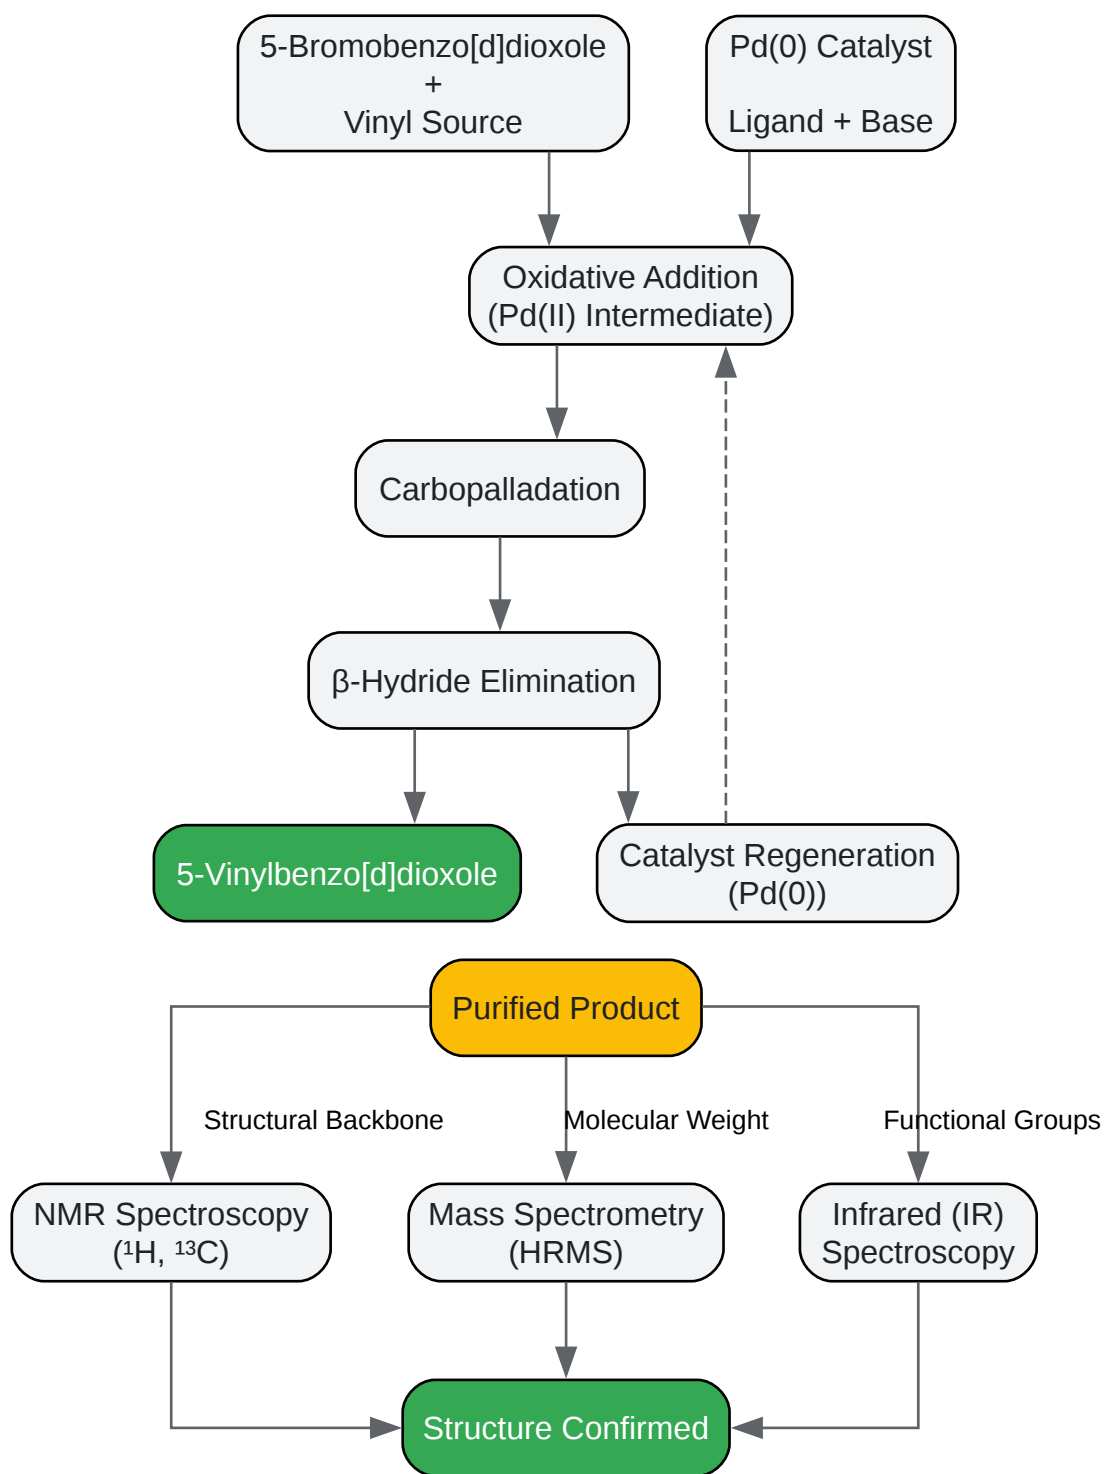 5-Bromobenzo[d]dioxole
+
Vinyl Source
Pd(0) Catalyst
Ligand + Base
Oxidative Addition
(Pd(II) Intermediate)
Carbopalladation
β-Hydride Elimination
5-Vinylbenzo[d]dioxole
Catalyst Regeneration
(Pd(0))
Purified Product
Structural Backbone
Molecular Weight
Functional Groups
NMR Spectroscopy
(¹H, ¹³C)
Mass Spectrometry
(HRMS)
Infrared (IR)
Spectroscopy
Structure Confirmed